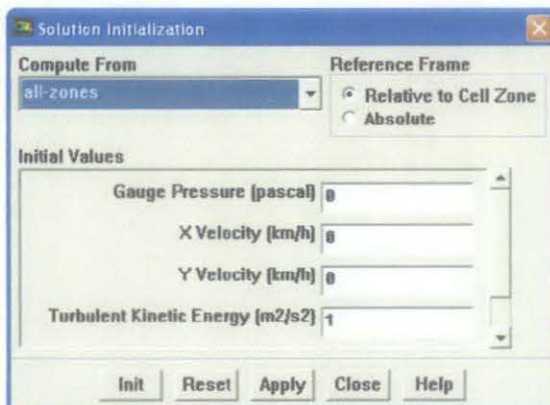 Solution Initialization
Compute From
all-zones
Reference Frame
Relative to Cell Zone
Absolute
Initial Values
Gauge Pressure (pascal) 0
X Velocity (km/h) 0
Y Velocity (km/h) 0
Turbulent Kinetic Energy (m2/s2) 1
Init Reset Apply Close Help